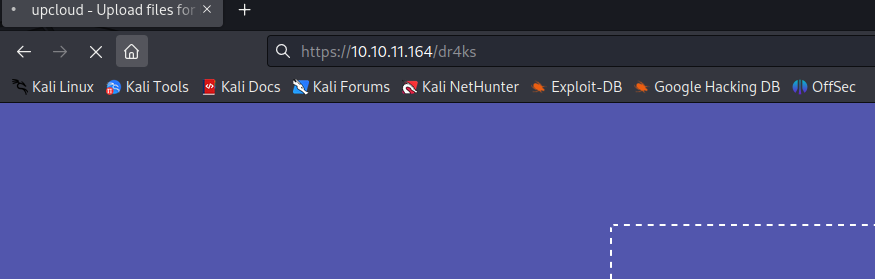 upcloud - Upload files for
https://10.10.11.164/dr4ks
Kali Linux Kali Tools Kali Docs Kali Forums Kali NetHunter Exploit-DB Google Hacking DB OffSec